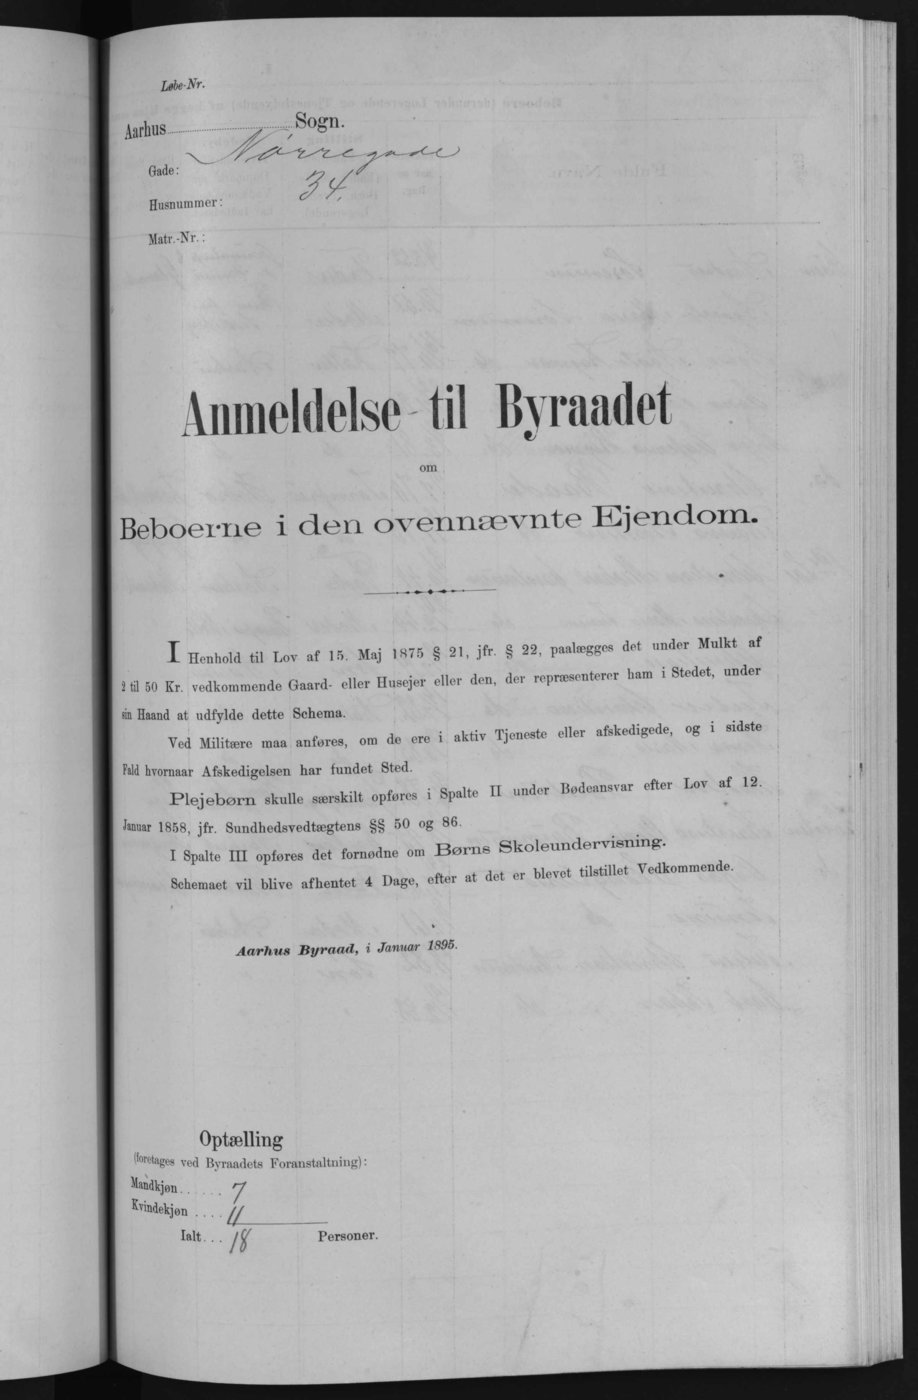 Løbe-Nr.
Aarhus Sogn.
Gade: Nørregade
Husnummer: 34.
Matr.-Nr.:
Anmeldelse til Byraadet
om
Beboerne i den ovennævnte Ejendom.
I Henhold til Lov af 15. Maj 1875 § 21, jfr. § 22, paalægges det under Mulkt af
2 til 50 Kr. vedkommende Gaard- eller Husejer eller den, der repræsenterer ham i Stedet, under
sin Haand at udfylde dette Schema.
Ved Militære maa anføres, om de ere i aktiv Tjeneste eller afskedigede, og i sidste
Fald hvornaar Afskedigelsen har fundet Sted.
Plejebørn skulle særskilt opføres i Spalte II under Bødeansvar efter Lov af 12.
Januar 1858, jfr. Sundhedsvedtægtens §§ 50 og 86.
I Spalte III opføres det fornødne om Børns Skoleundervisning.
Schemaet vil blive afhentet 4 Dage, efter at det er blevet tilstillet Vedkommende.
Aarhus Byraad, i Januar 1895.
Optælling
(foretages ved Byraadets Foranstaltning):
Mandkjøn...... 7
Kvindekjøn .... 11
Ialt... 18 Personer.